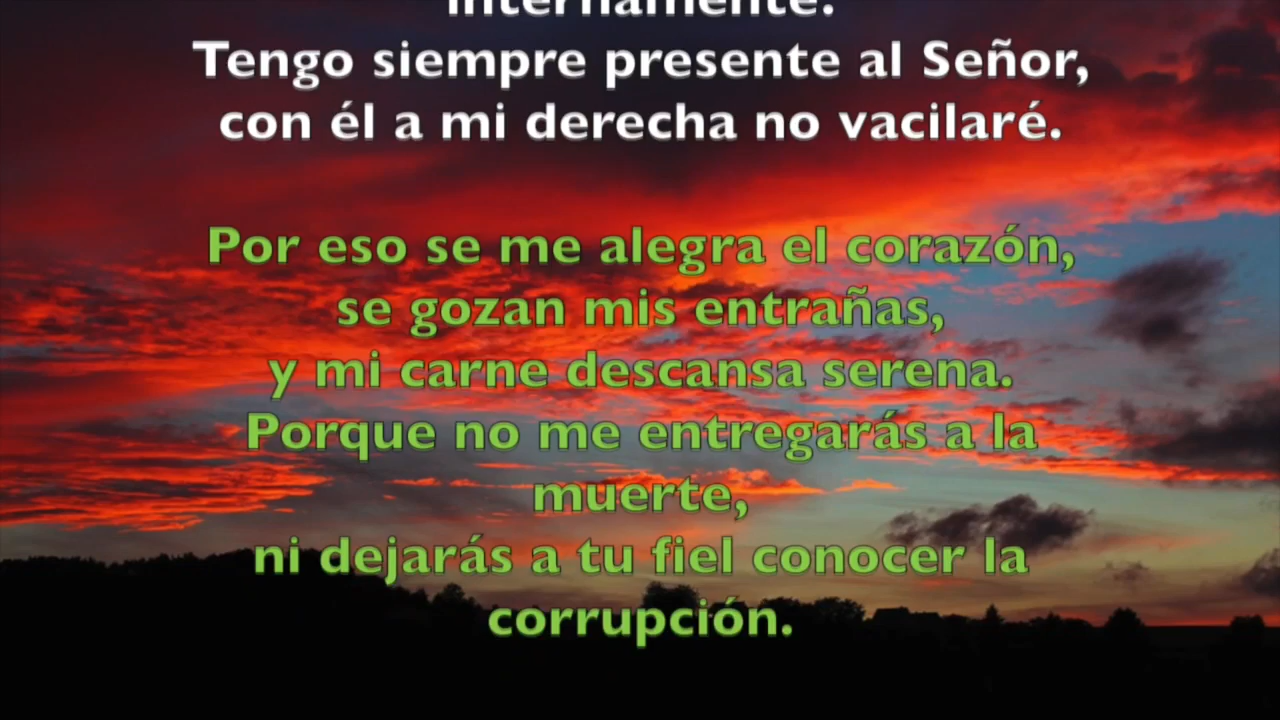 internamente.
Tengo siempre presente al Señor,
con él a mi derecha no vacilaré.
Por eso se me alegra el corazón,
se gozan mis entrañas,
y mi carne descansa serena.
Porque no me entregarás a la
muerte,
ni dejarás a tu fiel conocer la
corrupción.